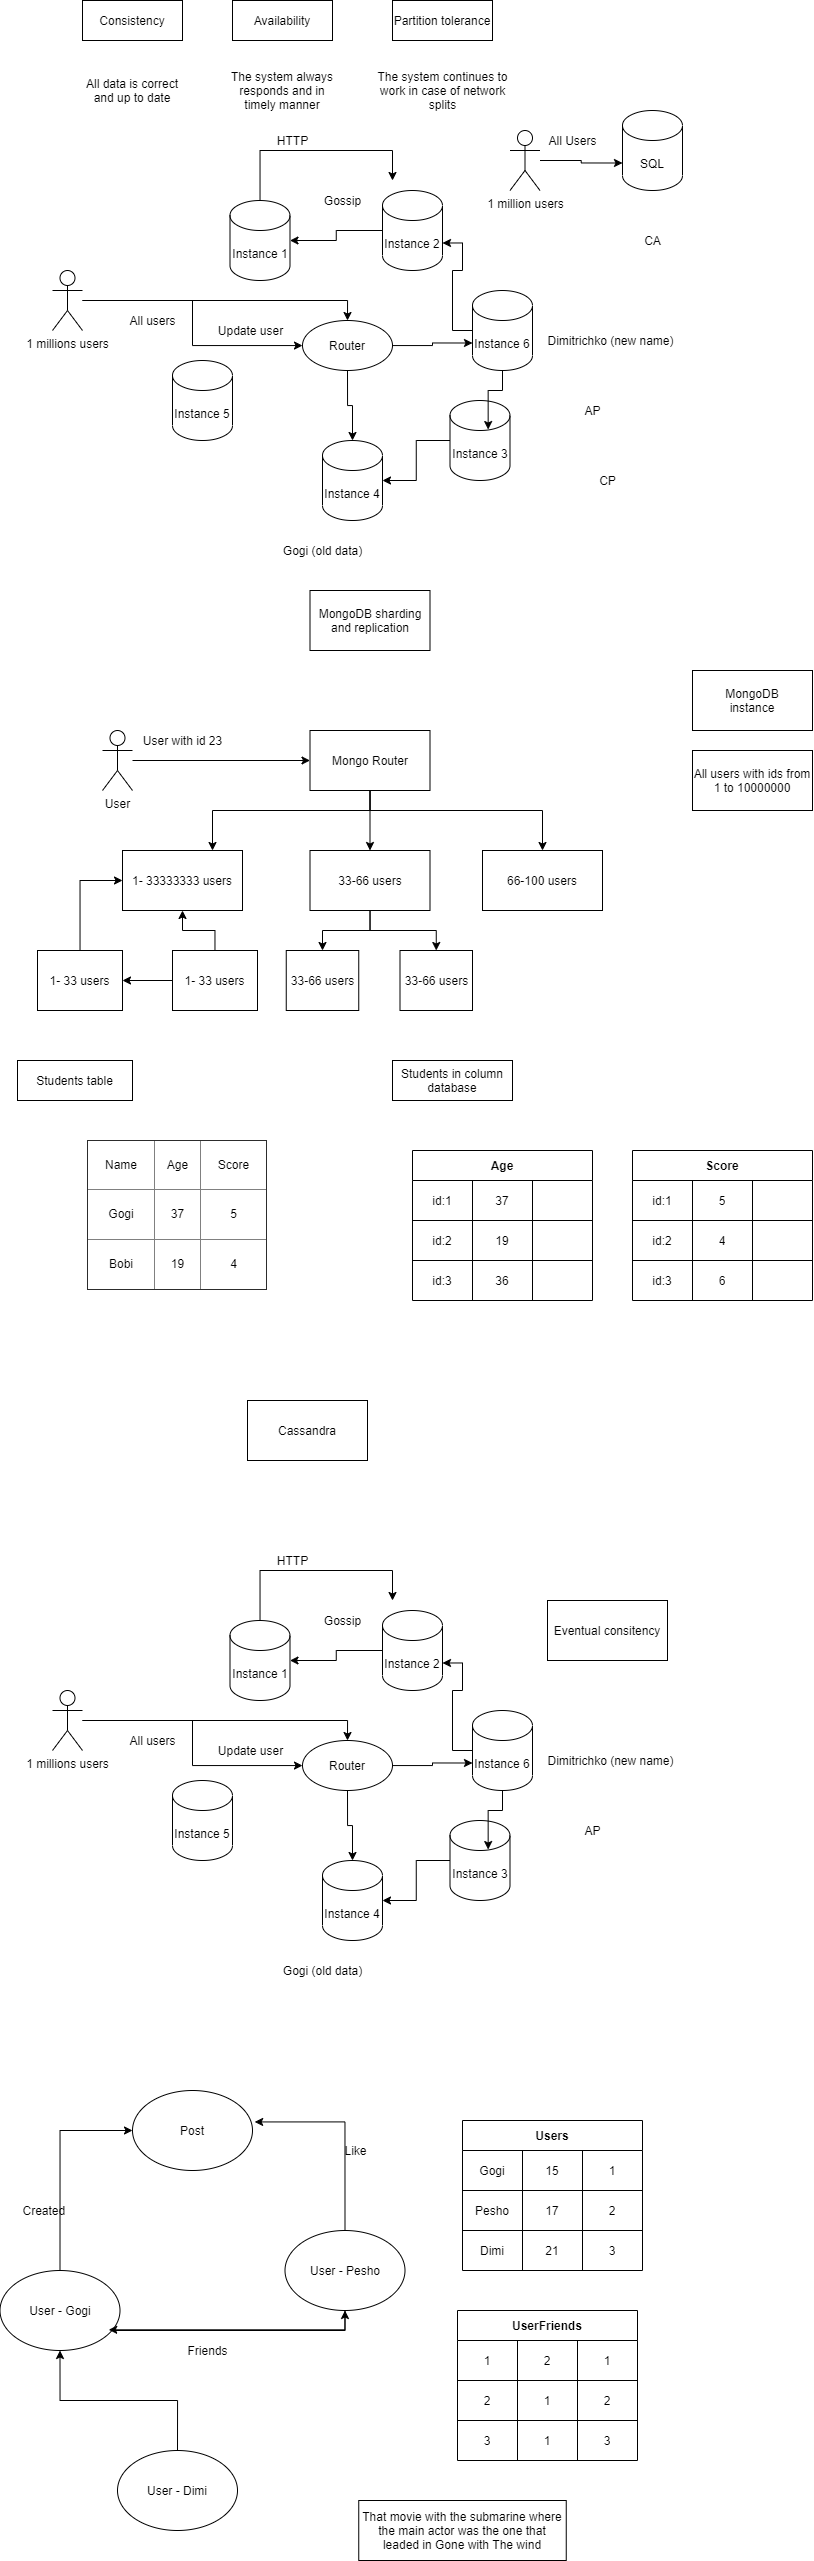 Consistency
Availability
Partition tolerance
All data is correct
and up to date
The system always
responds and in
timely manner
The system continues to
work in case of network
splits
HTTP
All Users
SQL
1 million users
Gossip
Instance 1
Instance 2
CA
All users
Update user
1 millions users
Router
Instance 6
Dimitrichko (new name)
Instance 5
AP
Instance 3
CP
Instance 4
Gogi (old data)
MongoDB sharding
and replication
MongoDB
instance
User with id 23
Mongo Router
All users with ids from
1 to 10000000
User
1- 33333333 users
33-66 users
66-100 users
1- 33 users
1- 33 users
33-66 users
33-66 users
Students table
Students in column
database
Name Age Score
Gogi 37 5
Bobi 19 4
Age
id:1 37
id:2 19
id:3 36
Score
id:1 5
id:2 4
id:3 6
Cassandra
HTTP
Gossip
Instance 1
Instance 2
Eventual consitency
All users
Update user
1 millions users
Router
Instance 6
Dimitrichko (new name)
Instance 5
AP
Instance 3
Instance 4
Gogi (old data)
Post
Like
Created
User - Pesho
User - Gogi
Friends
User - Dimi
Users
Gogi 15 1
Pesho 17 2
Dimi 21 3
UserFriends
1 2 1
2 1 2
3 1 3
That movie with the submarine where
the main actor was the one that
leaded in Gone with The wind